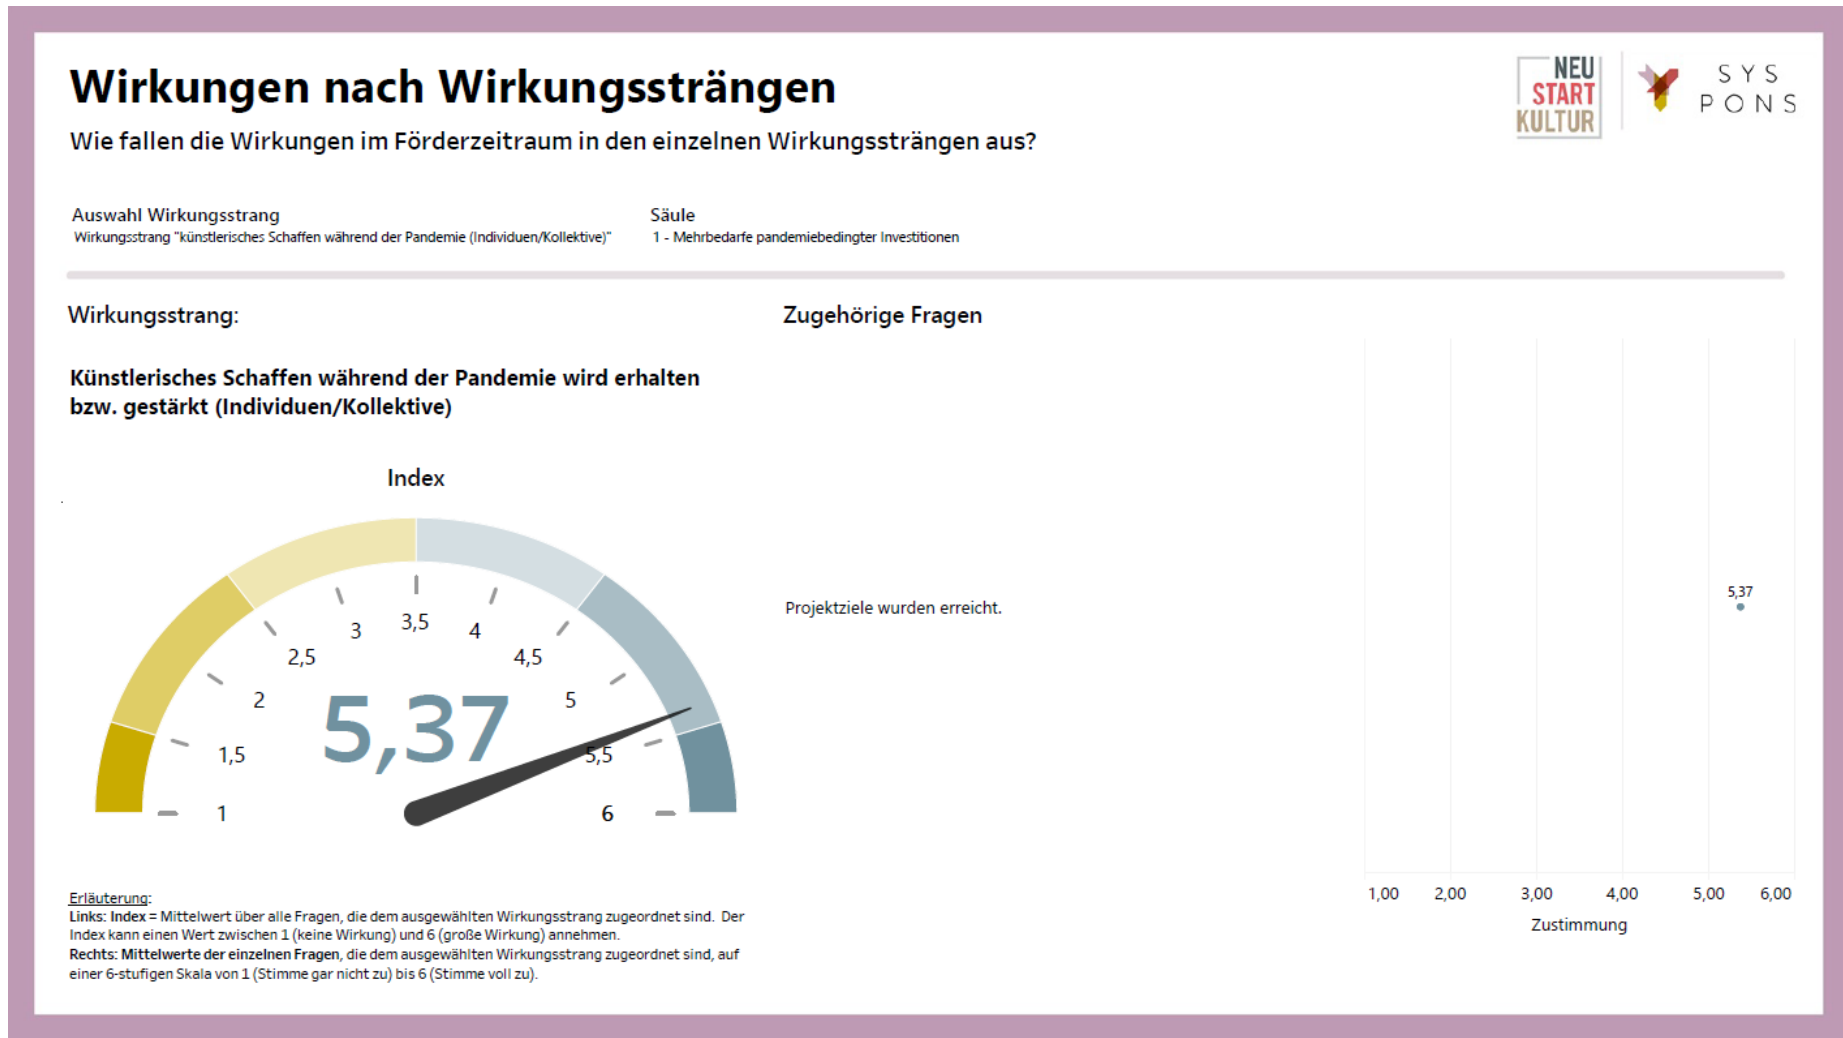 Wirkungen nach Wirkungssträngen
Wie fallen die Wirkungen im Förderzeitraum in den einzelnen Wirkungssträngen aus?
NEU
START
KULTUR
SYS
PONS
Auswahl Wirkungsstrang
Wirkungsstrang "künstlerisches Schaffen während der Pandemie (Individuen/Kollektive)"
Säule
1 - Mehrbedarfe pandemiebedingter Investitionen
Wirkungsstrang:
Künstlerisches Schaffen während der Pandemie wird erhalten
bzw. gestärkt (Individuen/Kollektive)
Index
1
1,5
2
2,5
3
3,5
4
4,5
5
5,5
6
5,37
Erläuterung:
Links: Index = Mittelwert über alle Fragen, die dem ausgewählten Wirkungsstrang zugeordnet sind. Der
Index kann einen Wert zwischen 1 (keine Wirkung) und 6 (große Wirkung) annehmen.
Rechts: Mittelwerte der einzelnen Fragen, die dem ausgewählten Wirkungsstrang zugeordnet sind, auf
einer 6-stufigen Skala von 1 (Stimme gar nicht zu) bis 6 (Stimme voll zu).
Zugehörige Fragen
Projektziele wurden erreicht.
5,37
1,00 2,00 3,00 4,00 5,00 6,00
Zustimmung